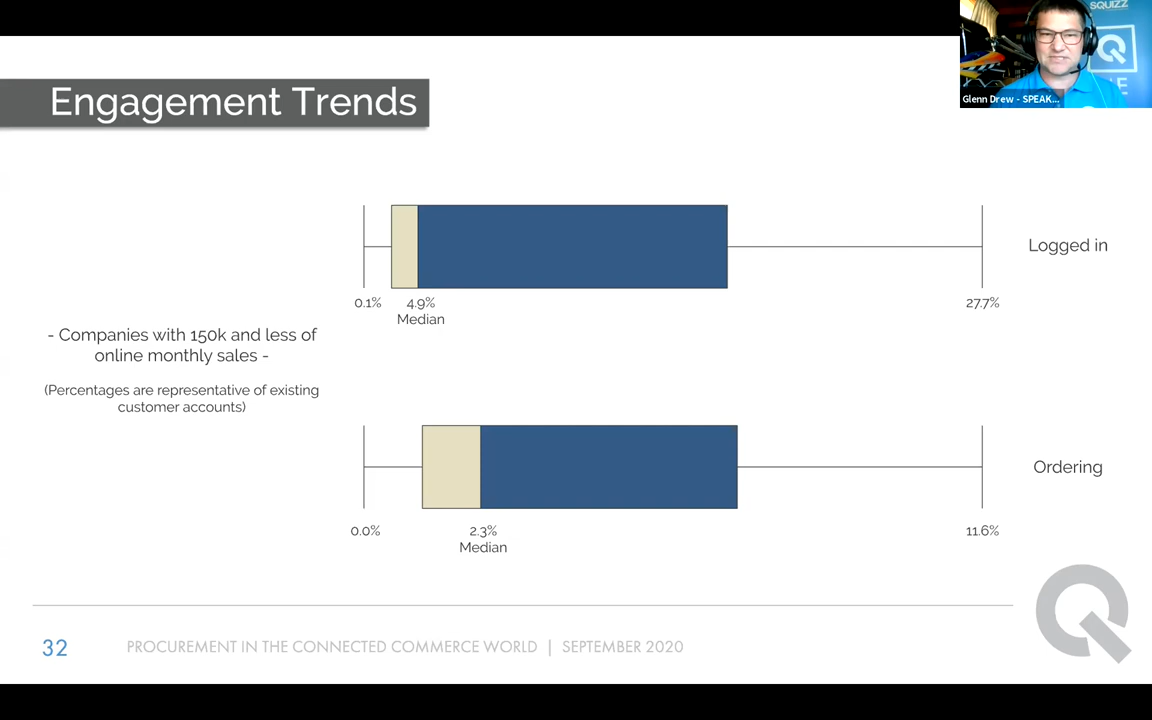 SQUIZZ
Glenn Drew - SPEAK...
Engagement Trends
Logged in
0.1%
4.9%
Median
27.7%
- Companies with 150k and less of
online monthly sales -
(Percentages are representative of existing
customer accounts)
Ordering
0.0%
2.3%
Median
11.6%
32
PROCUREMENT IN THE CONNECTED COMMERCE WORLD | SEPTEMBER 2020